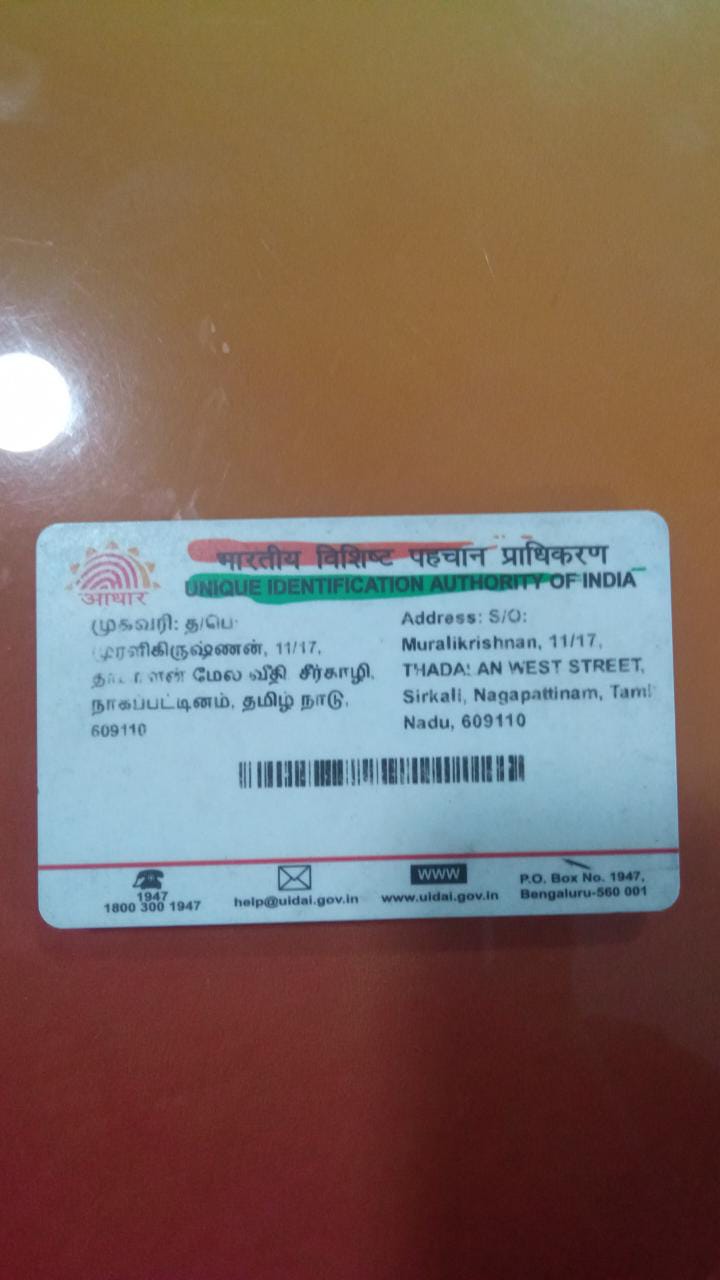 भारतीय विशिष्ट पहचान प्राधिकरण
UNIQUE IDENTIFICATION AUTHORITY OF INDIA
आधार
முகவரி: த/பெ
முரளிகிருஷ்ணன், 11/17,
மேல வீதி, சீர்காழி,
நாகப்பட்டினம், தமிழ் நாடு,
609110
Address: S/O:
Muralikrishnan, 11/17,
WEST STREET,
Sirkali, Nagapattinam, Tamil
Nadu, 609110
1947
1800 300 1947
help@uidai.gov.in
www
www.uidai.gov.in
P.O. Box No. 1947,
Bengaluru-560 001